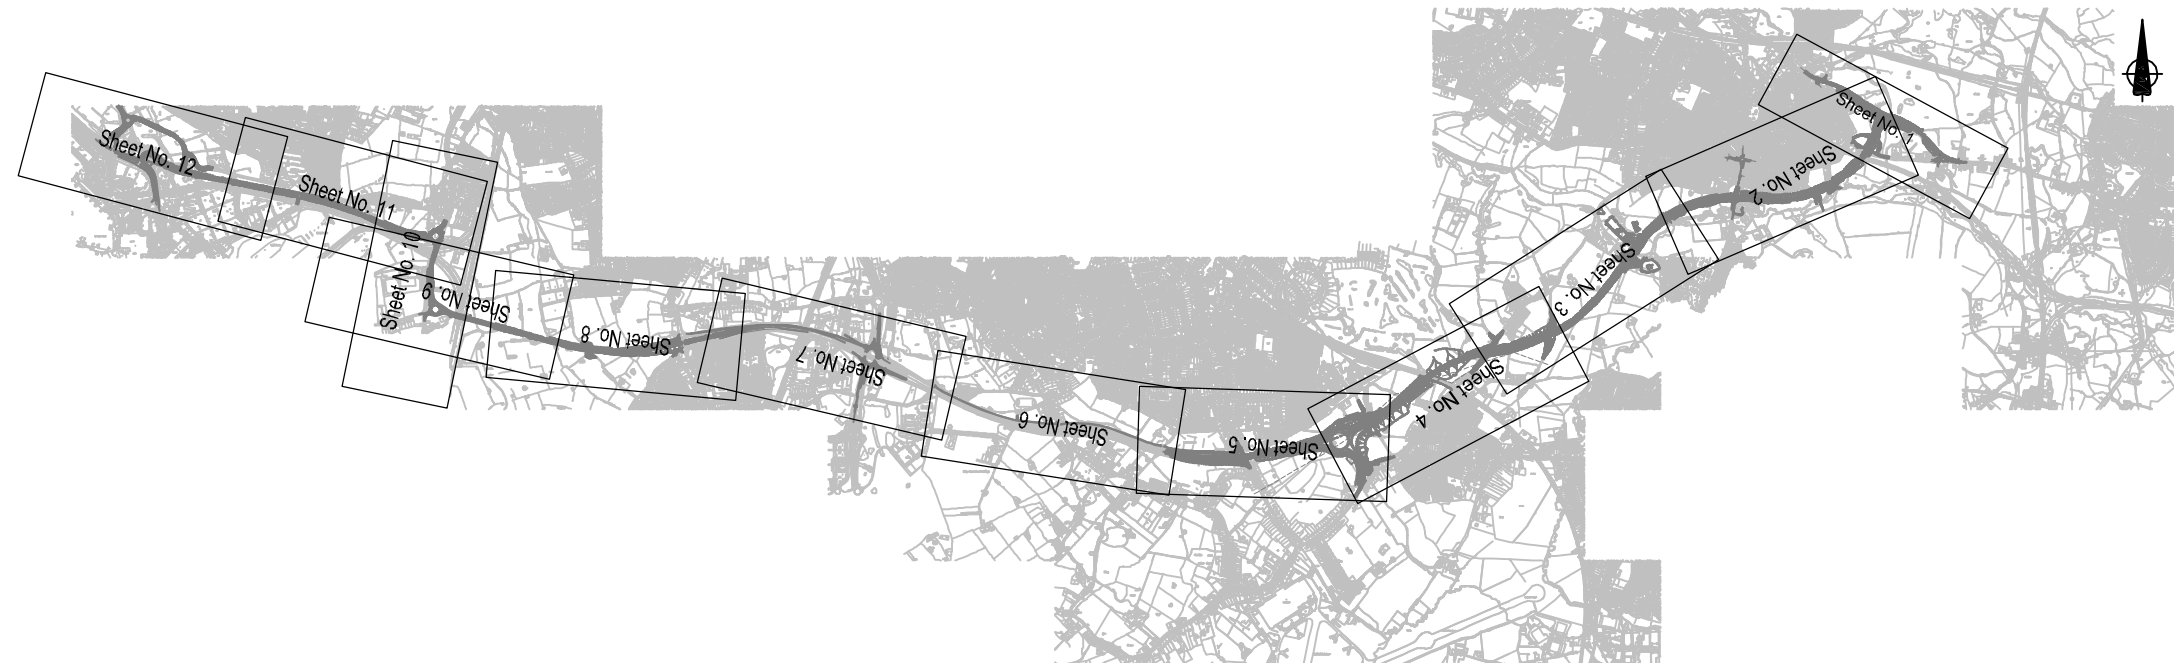 Sheet No. 12
Sheet No. 11
Sheet No. 10
Sheet No. 9
Sheet No. 8
Sheet No. 7
Sheet No. 6
Sheet No. 5
Sheet No. 4
Sheet No. 3
Sheet No. 2
Sheet No. 1